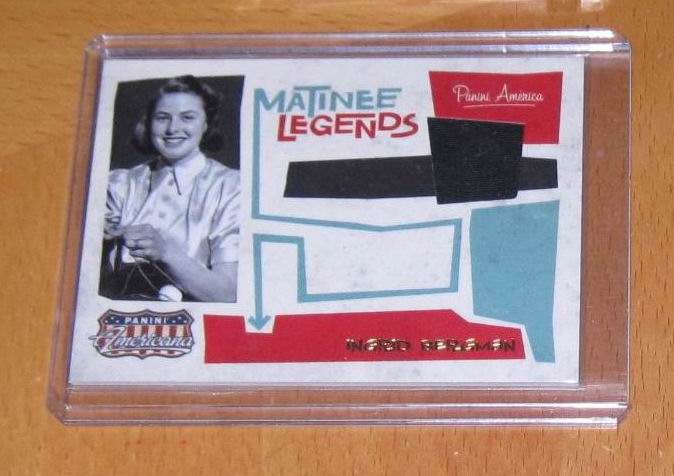 MATINEE
LEGENDS
Panini America
PANINI
Americana
INGRID BERGMAN